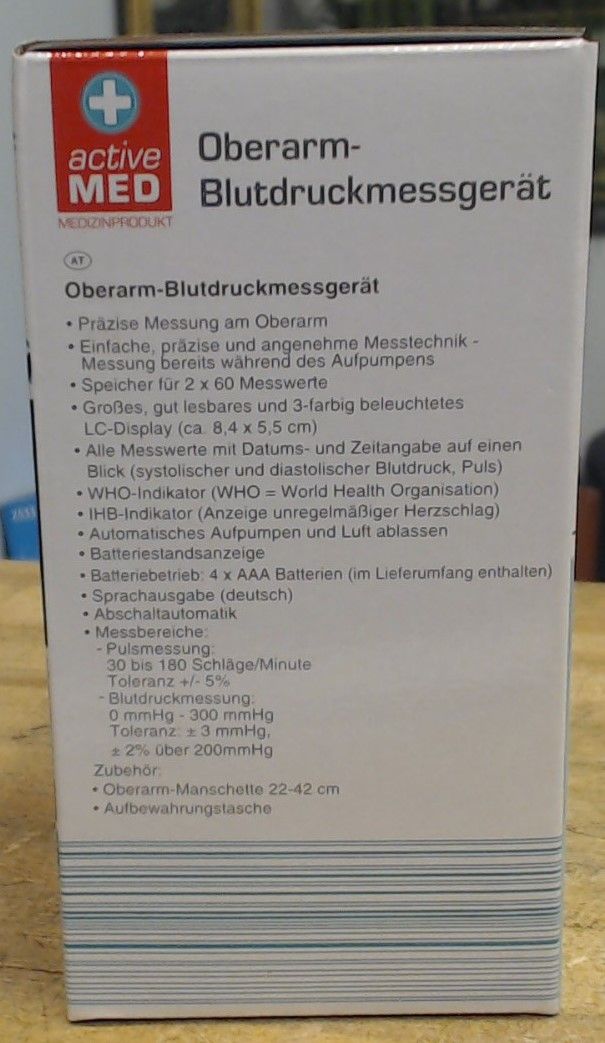 active
MED
MEDIZINPRODUKT
Oberarm-
Blutdruckmessgerät
AT
Oberarm-Blutdruckmessgerät
• Präzise Messung am Oberarm
• Einfache, präzise und angenehme Messtechnik -
Messung bereits während des Aufpumpens
• Speicher für 2 x 60 Messwerte
• Großes, gut lesbares und 3-farbig beleuchtetes
LC-Display (ca. 8,4 x 5,5 cm)
• Alle Messwerte mit Datums- und Zeitangabe auf einen
Blick (systolischer und diastolischer Blutdruck, Puls)
• WHO-Indikator (WHO = World Health Organisation)
• IHB-Indikator (Anzeige unregelmäßiger Herzschlag)
• Automatisches Aufpumpen und Luft ablassen
• Batteriestandsanzeige
• Batteriebetrieb: 4 x AAA Batterien (im Lieferumfang enthalten)
• Sprachausgabe (deutsch)
• Abschaltautomatik
• Messbereiche:
- Pulsmessung:
30 bis 180 Schläge/Minute
Toleranz +/- 5%
- Blutdruckmessung:
0 mmHg - 300 mmHg
Toleranz: ± 3 mmHg,
± 2% über 200mmHg
Zubehör:
• Oberarm-Manschette 22-42 cm
• Aufbewahrungstasche